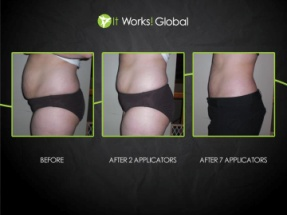 It Works! Global
BEFORE
AFTER 2 APPLICATORS
AFTER 7 APPLICATORS